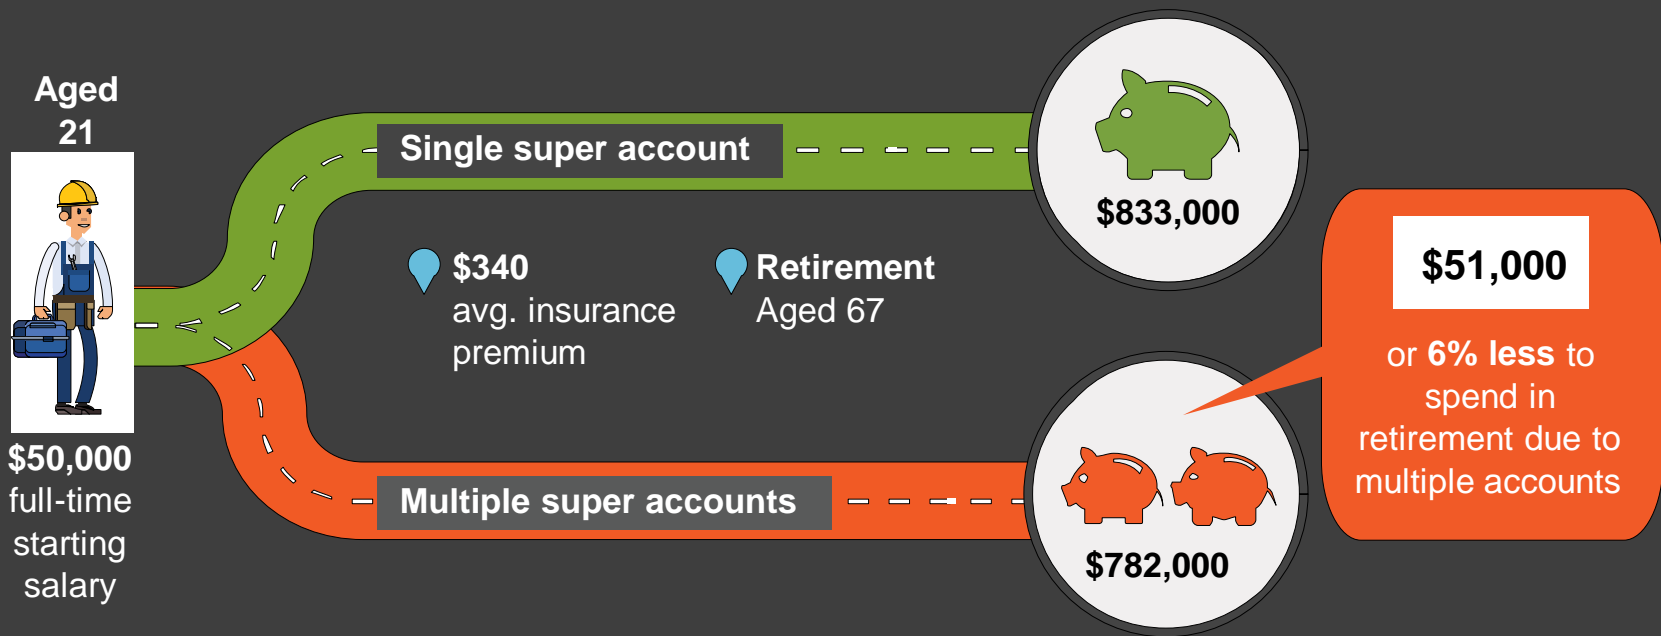 Aged
21
$50,000
full-time
starting
salary
Single super account
$833,000
$340
avg. insurance
premium
Retirement
Aged 67
Multiple super accounts
$782,000
$51,000
or 6% less to
spend in
retirement due to
multiple accounts